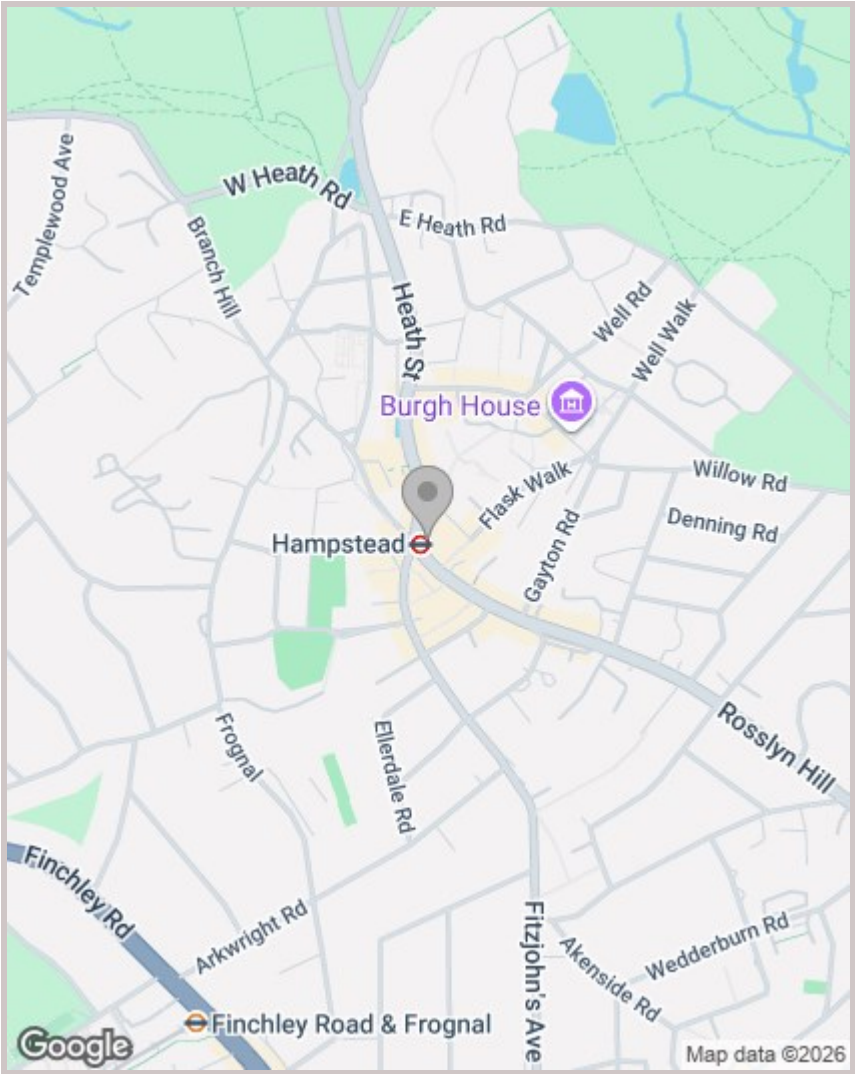 Templewood Ave
W Heath Rd
E Heath Rd
Branch Hill
Heath St
Well Rd
Well Walk
Burgh House
Flask Walk
Willow Rd
Denning Rd
Hampstead
Gayton Rd
Rosslyn Hill
Frognal
Ellerdale Rd
Finchley Rd
Arkwright Rd
Fitzjohn's Ave
Akenside Rd
Wedderburn Rd
Finchley Road & Frognal
Google
Map data ©2026